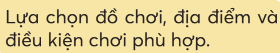 Lựa chọn đồ chơi, địa điểm và
điều kiện chơi phù hợp.